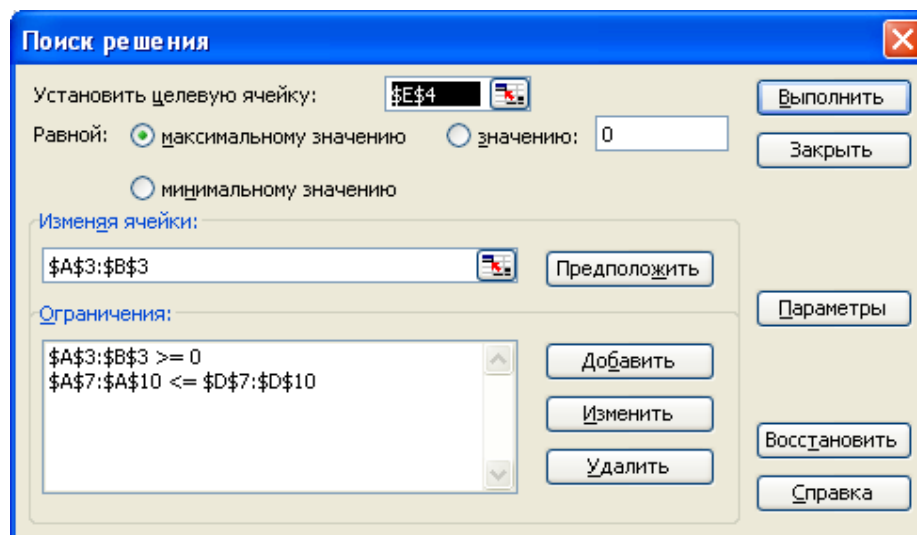 Поиск решения
Установить целевую ячейку: $E$4
Выполнить
Равной: максимальному значению значению: 0
Закрыть
минимальному значению
Изменяя ячейки:
$A$3:$B$3
Предположить
Параметры
Ограничения:
$A$3:$B$3 >= 0
$A$7:$A$10 <= $D$7:$D$10
Добавить
Изменить
Удалить
Восстановить
Справка